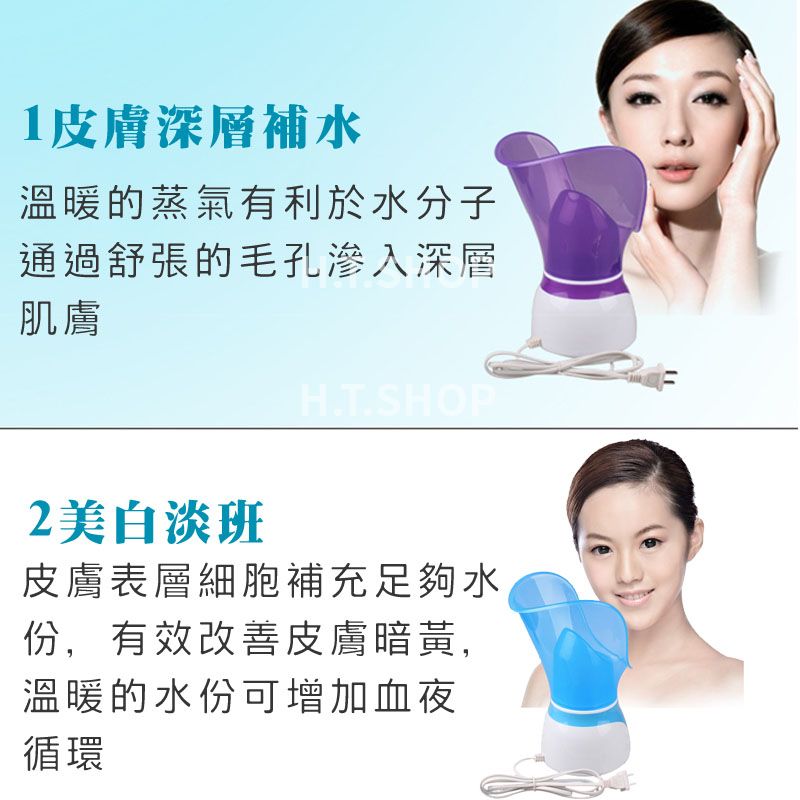 1皮膚深層補水
溫暖的蒸氣有利於水分子
通過舒張的毛孔滲入深層
肌膚
H.T.SHOP
H.T.SHOP
2美白淡班
皮膚表層細胞補充足夠水
份，有效改善皮膚暗黃，
溫暖的水份可增加血夜
循環